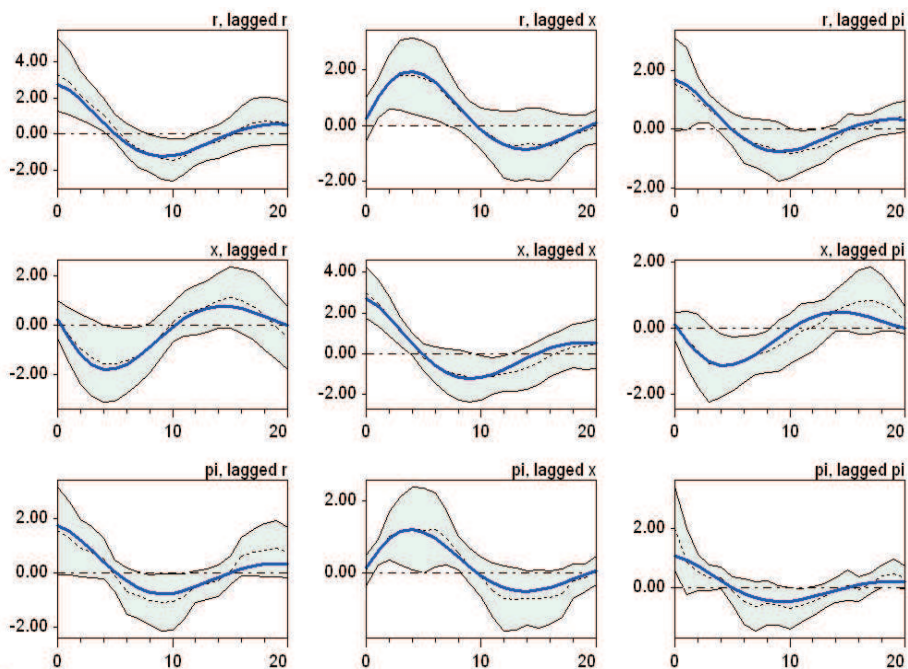 r, lagged r
4.00
2.00
0.00
-2.00
0 10 20
r, lagged x
2.00
0.00
-2.00
0 10 20
r, lagged pi
2.00
0.00
-2.00
0 10 20
x, lagged r
2.00
0.00
-2.00
0 10 20
x, lagged x
4.00
2.00
0.00
-2.00
0 10 20
x, lagged pi
2.00
0.00
-2.00
0 10 20
pi, lagged r
2.00
0.00
-2.00
0 10 20
pi, lagged x
2.00
0.00
0 10 20
pi, lagged pi
2.00
0.00
0 10 20